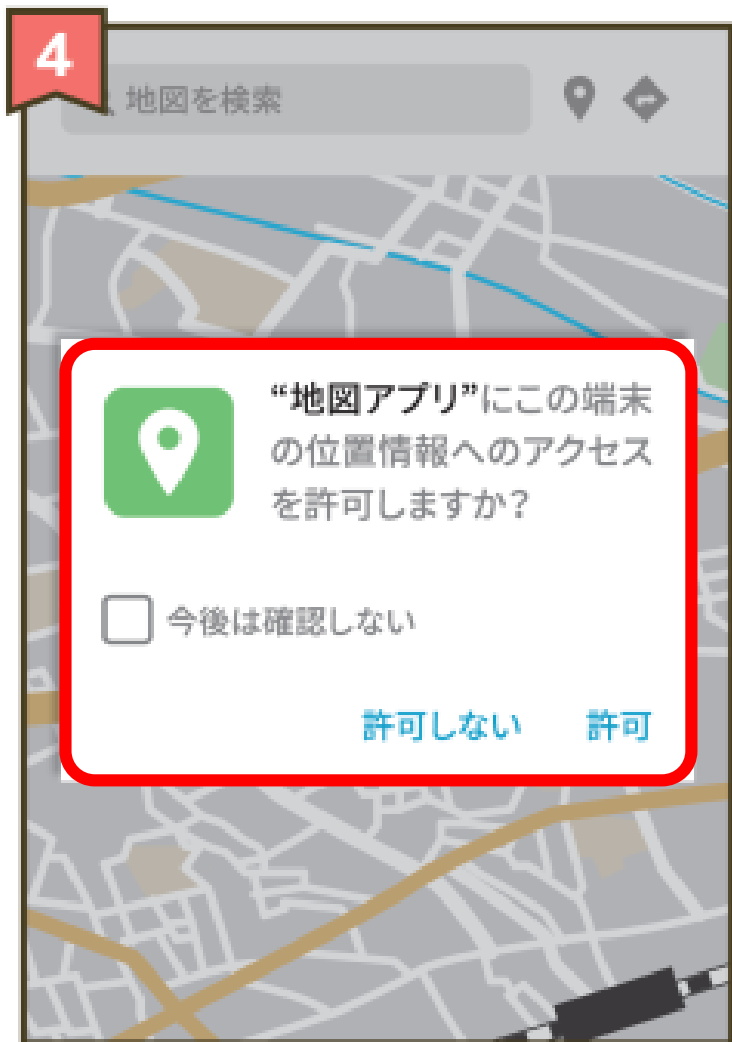 4
地図を検索
“地図アプリ”にこの端末
の位置情報へのアクセス
を許可しますか?
今後は確認しない
許可しない 許可